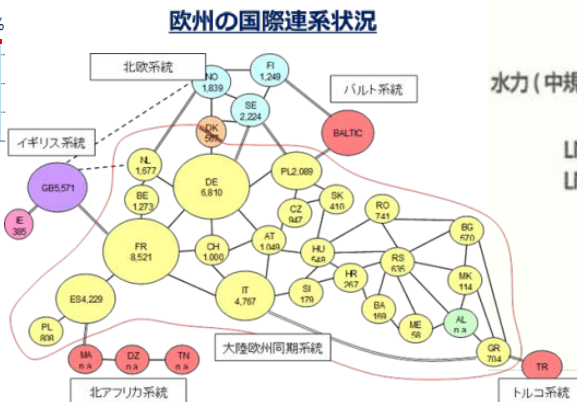 %
欧州の国際連系状況
北欧系統
NO
1,839
FI
1,249
SE
2,224
バルト系統
BALTIC
DK
567
イギリス系統
GB5,571
IE
385
NL
1,677
BE
1,273
DE
6,810
PL2,089
CZ
947
SK
410
FR
8,521
CH
1,000
AT
1,049
HU
548
RO
741
BG
570
RS
635
HR
267
SI
179
IT
4,767
BA
169
ME
58
MK
114
AL
n.a
GR
704
ES4,229
PL
808
MA
n.a
DZ
n.a
TN
n.a
大陸欧州同期系統
北アフリカ系統
TR
トルコ系統
水力(中規